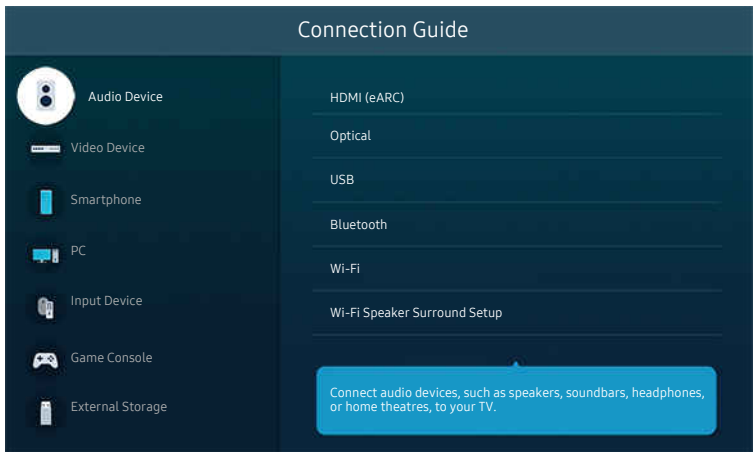 Connection Guide
Audio Device
Video Device
Smartphone
PC
Input Device
Game Console
External Storage
HDMI (eARC)
Optical
USB
Bluetooth
Wi-Fi
Wi-Fi Speaker Surround Setup
Connect audio devices, such as speakers, soundbars, headphones,
or home theatres, to your TV.